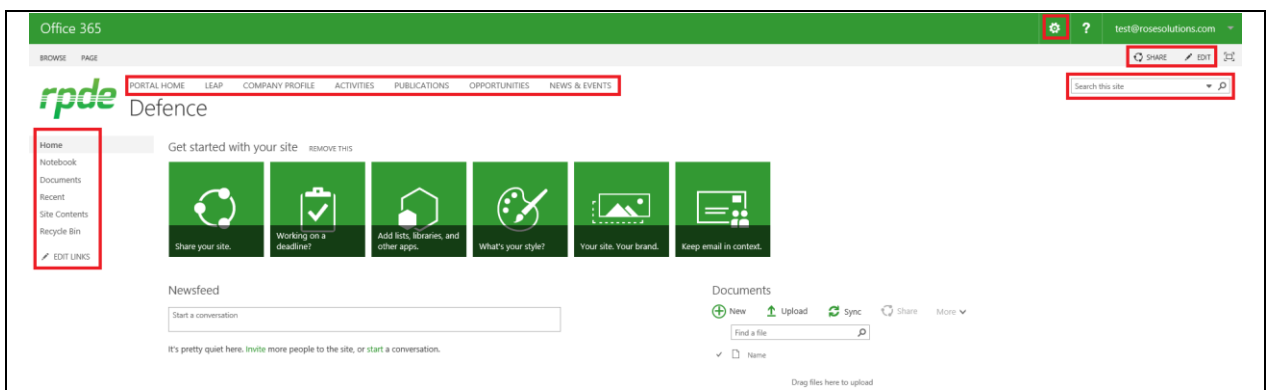 Office 365
? test@rosesolutions.com
BROWSE PAGE
SHARE EDIT
rpde
PORTAL HOME LEAP COMPANY PROFILE ACTIVITIES PUBLICATIONS OPPORTUNITIES NEWS & EVENTS
Search this site
Defence
Home
Notebook
Documents
Recent
Site Contents
Recycle Bin
EDIT LINKS
Get started with your site REMOVE THIS
Share your site.
Working on a
deadline?
Add lists, libraries, and
other apps.
What's your style?
Your site. Your brand.
Keep email in context.
Newsfeed
Start a conversation
It's pretty quiet here. Invite more people to the site, or start a conversation.
Documents
New Upload Sync Share More
Find a file
Name
Drag files here to upload